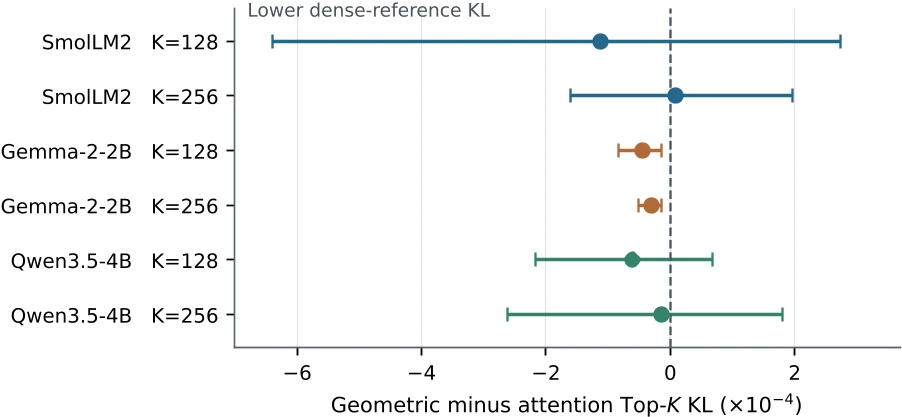 Lower dense-reference KL
SmolLM2 K=128
SmolLM2 K=256
Gemma-2-2B K=128
Gemma-2-2B K=256
Qwen3.5-4B K=128
Qwen3.5-4B K=256
−6 −4 −2 0 2
Geometric minus attention Top-K KL (×10⁻⁴)